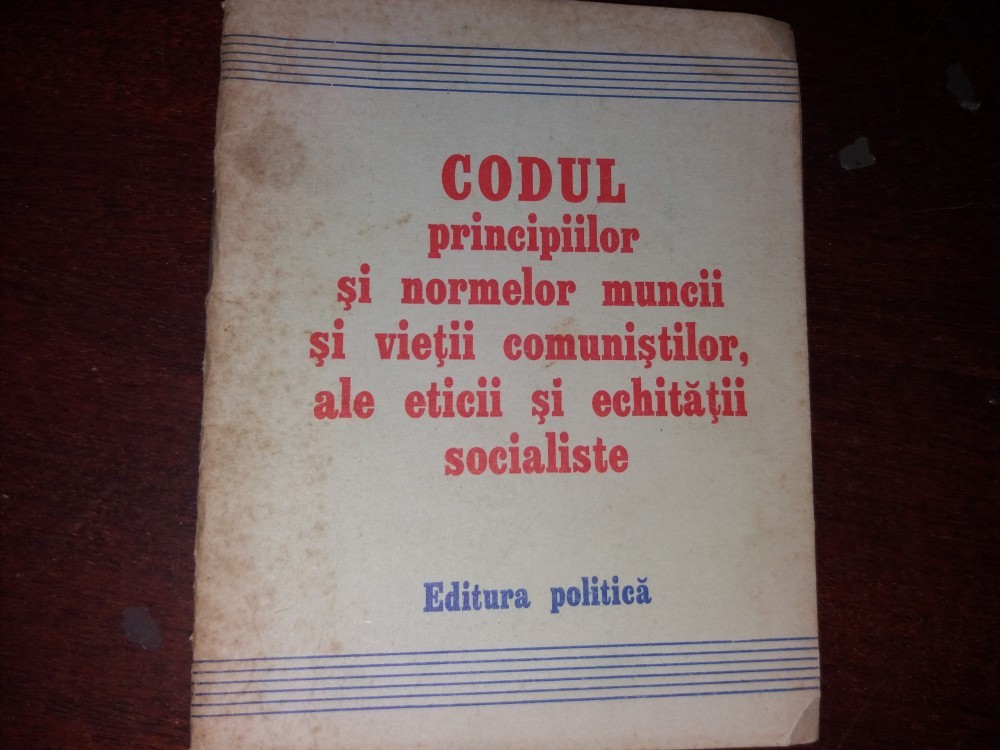 CODUL
principiilor
şi normelor muncii
şi vieţii comuniştilor,
ale eticii şi echităţii
socialiste
Editura politică